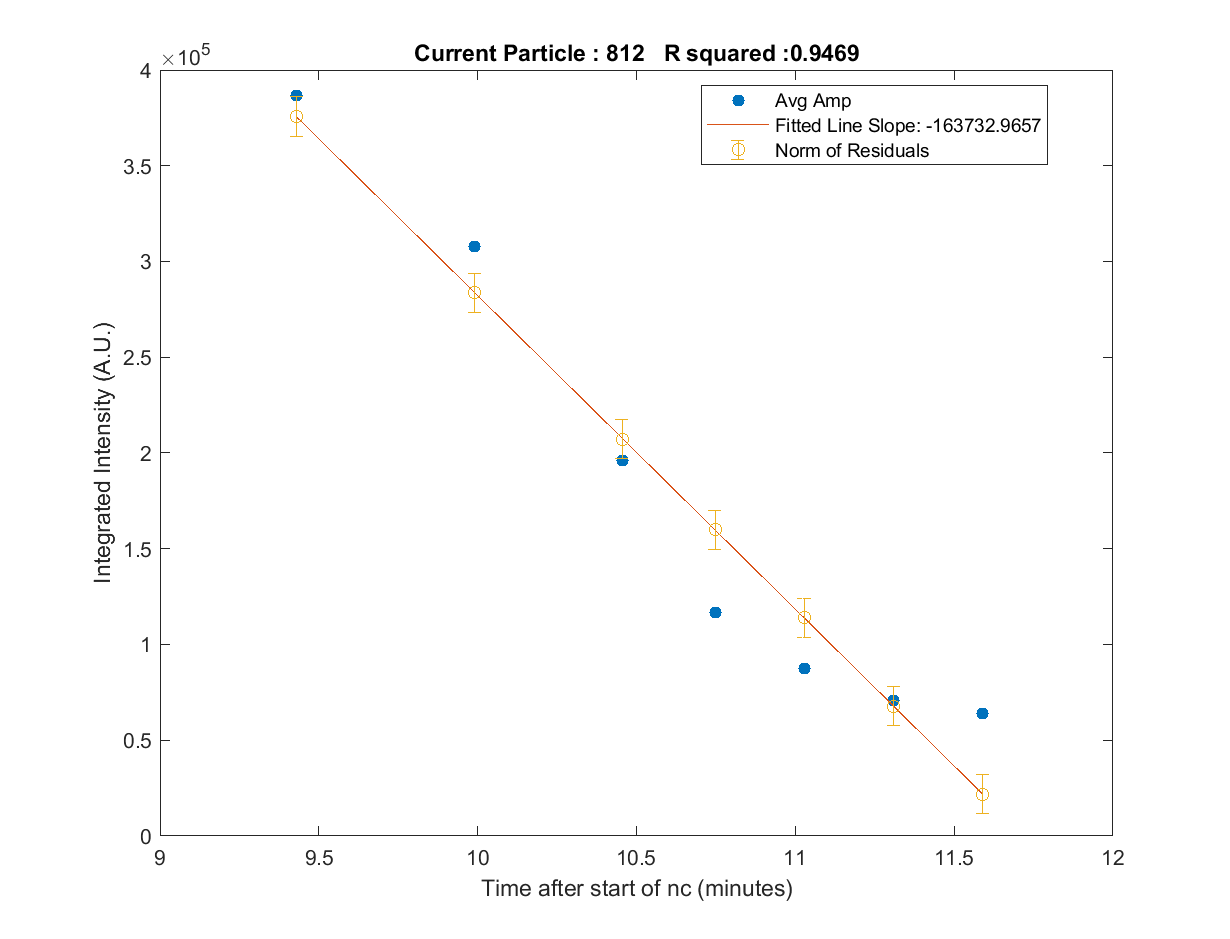 Current Particle : 812 R squared :0.9469
×10^5
4
3.5
3
2.5
2
1.5
1
0.5
0
Integrated Intensity (A.U.)
Avg Amp
Fitted Line Slope: -163732.9657
Norm of Residuals
9 9.5 10 10.5 11 11.5 12
Time after start of nc (minutes)